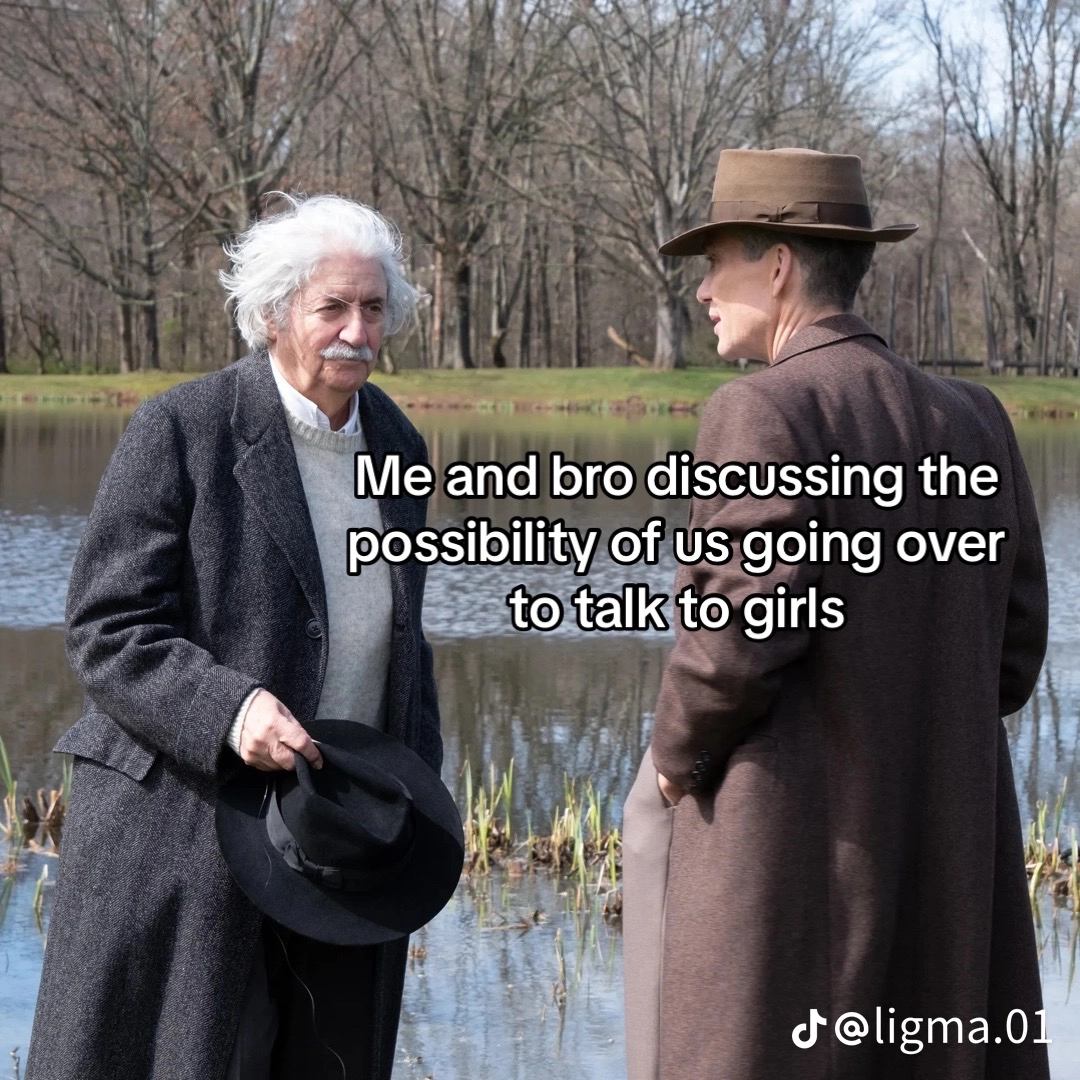 Me and bro discussing the
possibility of us going over
to talk to girls
@ligma.01